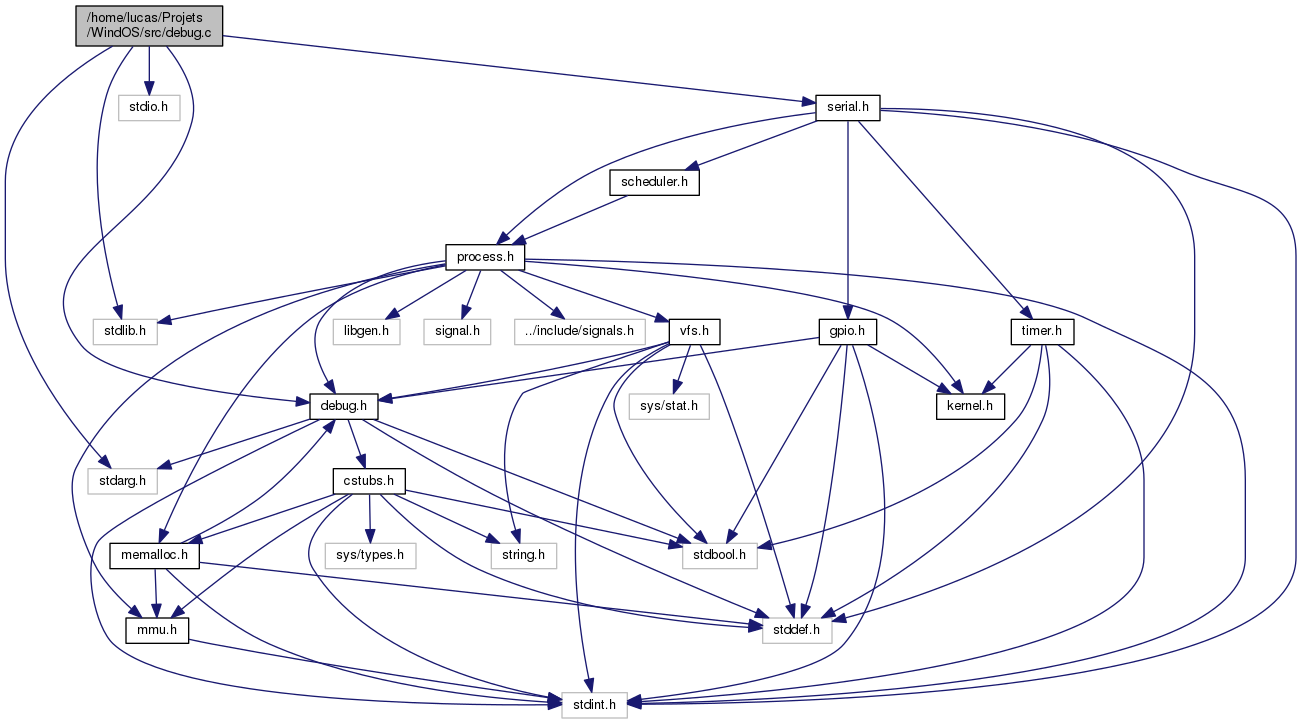 /home/lucas/Projets
/WindOS/src/debug.c
stdio.h
serial.h
scheduler.h
process.h
stdlib.h
libgen.h
signal.h
../include/signals.h
vfs.h
gpio.h
timer.h
debug.h
sys/stat.h
kernel.h
stdarg.h
cstubs.h
memalloc.h
sys/types.h
string.h
stdbool.h
mmu.h
stddef.h
stdint.h